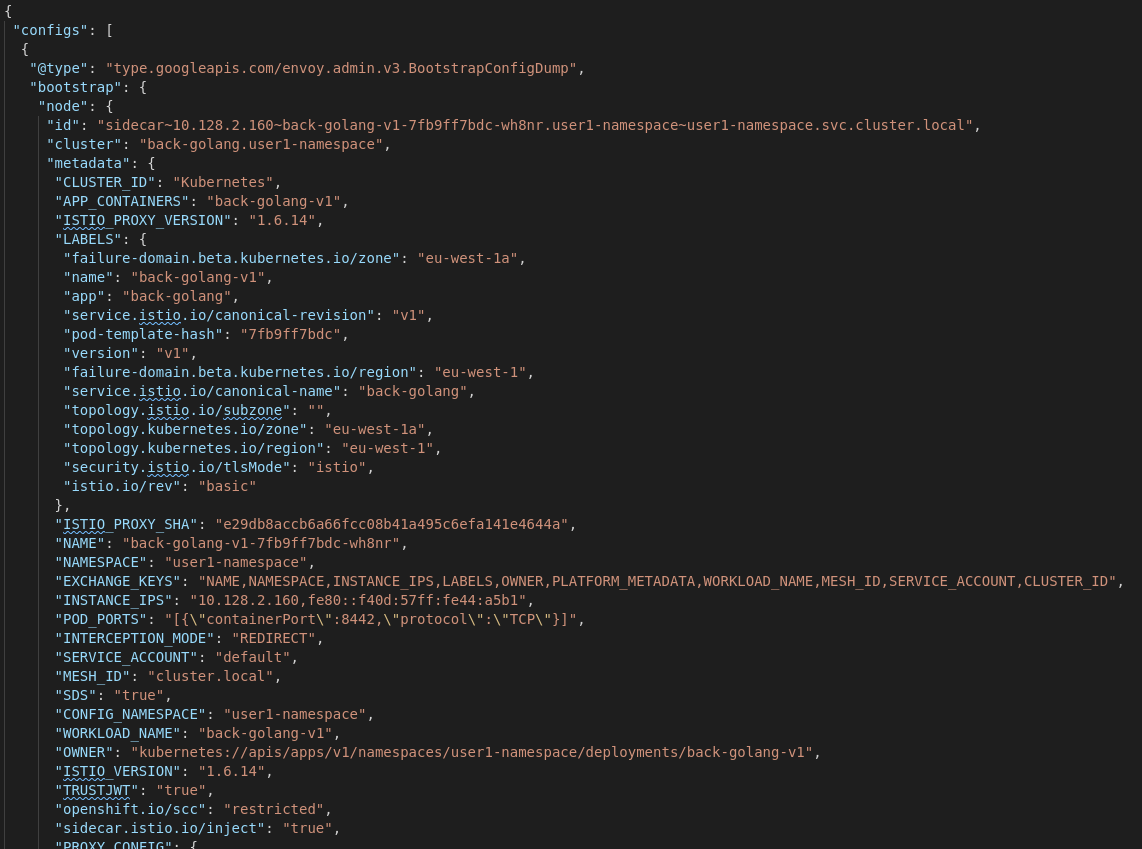 {
"configs": [
{
"@type": "type.googleapis.com/envoy.admin.v3.BootstrapConfigDump",
"bootstrap": {
"node": {
"id": "sidecar~10.128.2.160~back-golang-v1-7fb9ff7bdc-wh8nr.user1-namespace~user1-namespace.svc.cluster.local",
"cluster": "back-golang.user1-namespace",
"metadata": {
"CLUSTER_ID": "Kubernetes",
"APP_CONTAINERS": "back-golang-v1",
"ISTIO_PROXY_VERSION": "1.6.14",
"LABELS": {
"failure-domain.beta.kubernetes.io/zone": "eu-west-1a",
"name": "back-golang-v1",
"app": "back-golang",
"service.istio.io/canonical-revision": "v1",
"pod-template-hash": "7fb9ff7bdc",
"version": "v1",
"failure-domain.beta.kubernetes.io/region": "eu-west-1",
"service.istio.io/canonical-name": "back-golang",
"topology.istio.io/subzone": "",
"topology.kubernetes.io/zone": "eu-west-1a",
"topology.kubernetes.io/region": "eu-west-1",
"security.istio.io/tlsMode": "istio",
"istio.io/rev": "basic"
},
"ISTIO_PROXY_SHA": "e29db8accb6a66fcc08b41a495c6efa141e4644a",
"NAME": "back-golang-v1-7fb9ff7bdc-wh8nr",
"NAMESPACE": "user1-namespace",
"EXCHANGE_KEYS": "NAME,NAMESPACE,INSTANCE_IPS,LABELS,OWNER,PLATFORM_METADATA,WORKLOAD_NAME,MESH_ID,SERVICE_ACCOUNT,CLUSTER_ID",
"INSTANCE_IPS": "10.128.2.160,fe80::f40d:57ff:fe44:a5b1",
"POD_PORTS": "[{\"containerPort\":8442,\"protocol\":\"TCP\"}]",
"INTERCEPTION_MODE": "REDIRECT",
"SERVICE_ACCOUNT": "default",
"MESH_ID": "cluster.local",
"SDS": "true",
"CONFIG_NAMESPACE": "user1-namespace",
"WORKLOAD_NAME": "back-golang-v1",
"OWNER": "kubernetes://apis/apps/v1/namespaces/user1-namespace/deployments/back-golang-v1",
"ISTIO_VERSION": "1.6.14",
"TRUSTJWT": "true",
"openshift.io/scc": "restricted",
"sidecar.istio.io/inject": "true",
"PROXY_CONFIG": {